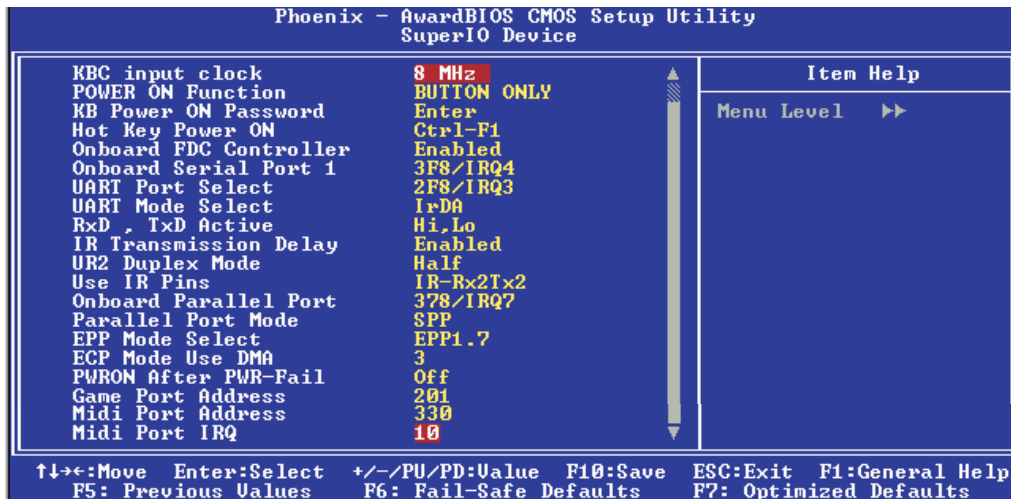 Phoenix - AwardBIOS CMOS Setup Utility
SuperIO Device
KBC input clock 8 MHz
POWER ON Function BUTTON ONLY
KB Power ON Password Enter
Hot Key Power ON Ctrl-F1
Onboard FDC Controller Enabled
Onboard Serial Port 1 3F8/IRQ4
UART Port Select 2F8/IRQ3
UART Mode Select IrDA
RxD , TxD Active Hi,Lo
IR Transmission Delay Enabled
UR2 Duplex Mode Half
Use IR Pins IR-Rx2Tx2
Onboard Parallel Port 378/IRQ7
Parallel Port Mode SPP
EPP Mode Select EPP1.7
ECP Mode Use DMA 3
PWRON After PWR-Fail Off
Game Port Address 201
Midi Port Address 330
Midi Port IRQ 10
Item Help
Menu Level ►►
↑↓→←:Move Enter:Select +/-/PU/PD:Value F10:Save ESC:Exit F1:General Help
F5: Previous Values F6: Fail-Safe Defaults F7: Optimized Defaults